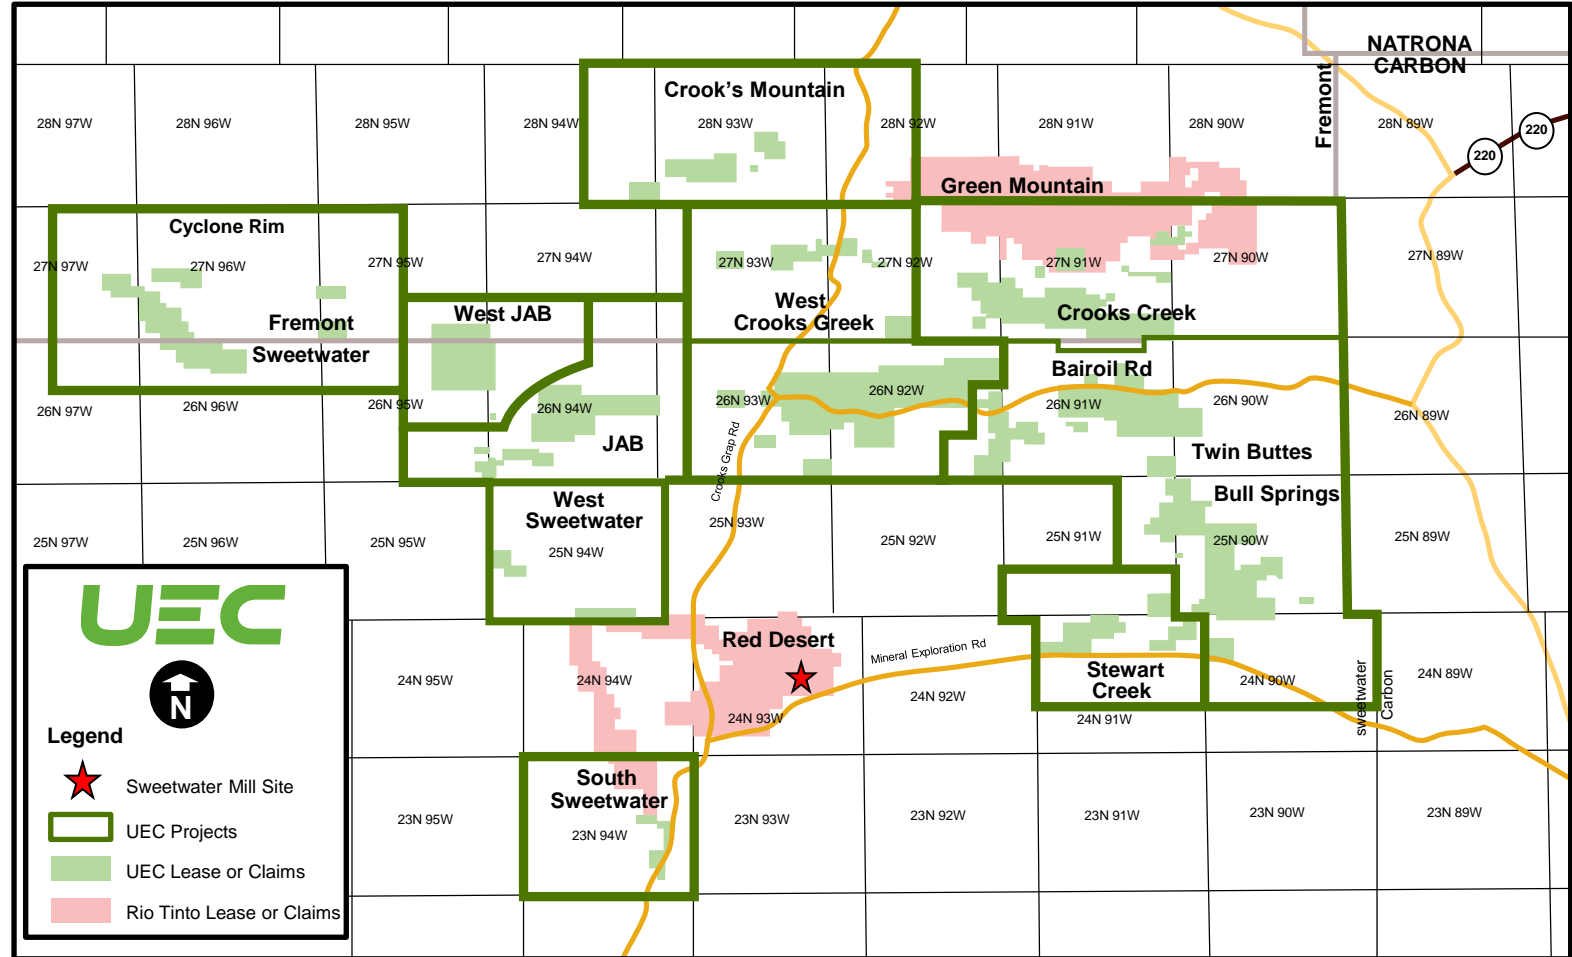 NATRONA
CARBON
Fremont
Crook's Mountain
28N 97W
28N 96W
28N 95W
28N 94W
28N 93W
28N 92W
28N 91W
28N 90W
28N 89W
220
220
Green Mountain
Cyclone Rim
27N 97W
27N 96W
27N 95W
27N 94W
27N 93W
27N 92W
27N 91W
27N 90W
27N 89W
West JAB
West
Crooks Greek
Crooks Creek
Fremont
Sweetwater
Bairoil Rd
26N 97W
26N 96W
26N 95W
26N 94W
26N 93W
26N 92W
26N 91W
26N 90W
26N 89W
JAB
Crooks Grap Rd
Twin Buttes
Bull Springs
West
Sweetwater
25N 97W
25N 96W
25N 95W
25N 94W
25N 93W
25N 92W
25N 91W
25N 90W
25N 89W
UEC
N
Red Desert
Mineral Exploration Rd
Stewart
Creek
24N 95W
24N 94W
24N 93W
24N 92W
24N 91W
24N 90W
24N 89W
sweetwater
Carbon
South
Sweetwater
23N 95W
23N 94W
23N 93W
23N 92W
23N 91W
23N 90W
23N 89W
Legend
Sweetwater Mill Site
UEC Projects
UEC Lease or Claims
Rio Tinto Lease or Claims